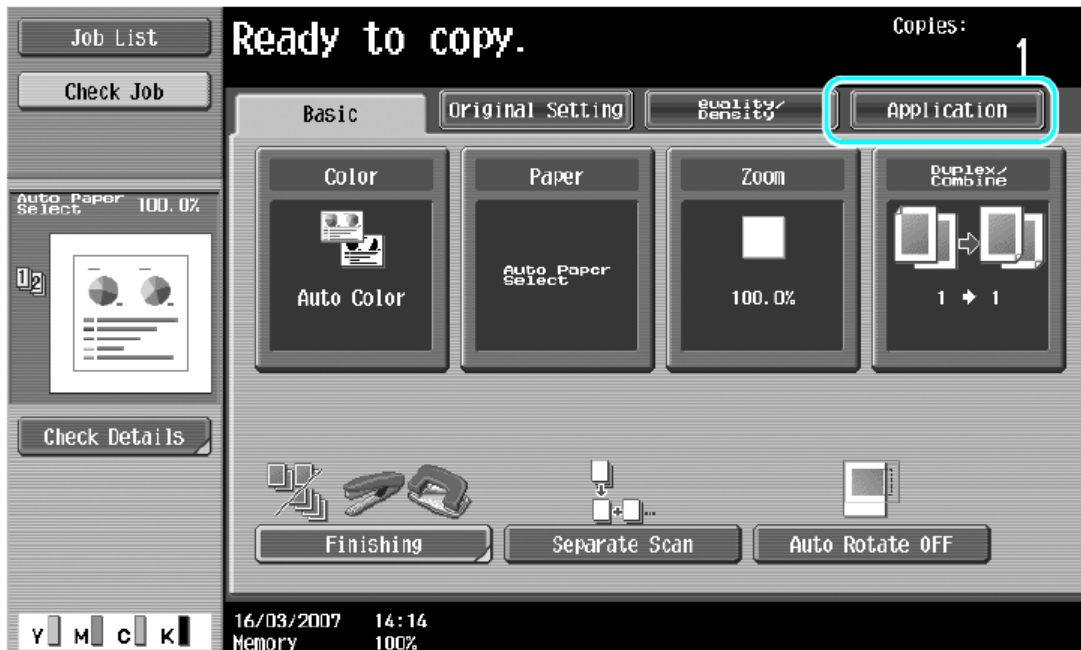 Job List
Check Job
Ready to copy.
Copies:
1
Basic
Original Setting
Quality/
Density
Application
Auto Paper
Select
100.0%
1 2
Color
Auto Color
Paper
Auto Paper
Select
Zoom
100.0%
Duplex/
Combine
1 → 1
Check Details
Finishing
Separate Scan
Auto Rotate OFF
Y M C K
16/03/2007 14:14
Memory 100%